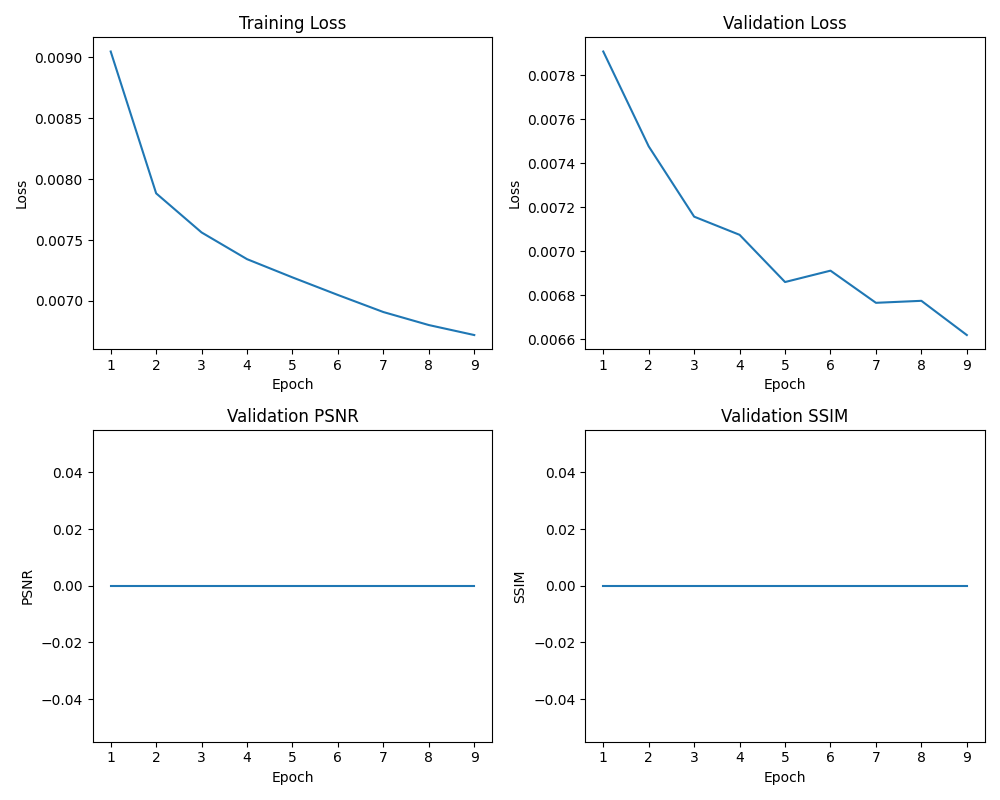 Training Loss
Loss
0.0090
0.0085
0.0080
0.0075
0.0070
1 2 3 4 5 6 7 8 9
Epoch
Validation Loss
Loss
0.0078
0.0076
0.0074
0.0072
0.0070
0.0068
0.0066
1 2 3 4 5 6 7 8 9
Epoch
Validation PSNR
PSNR
0.04
0.02
0.00
−0.02
−0.04
1 2 3 4 5 6 7 8 9
Epoch
Validation SSIM
SSIM
0.04
0.02
0.00
−0.02
−0.04
1 2 3 4 5 6 7 8 9
Epoch